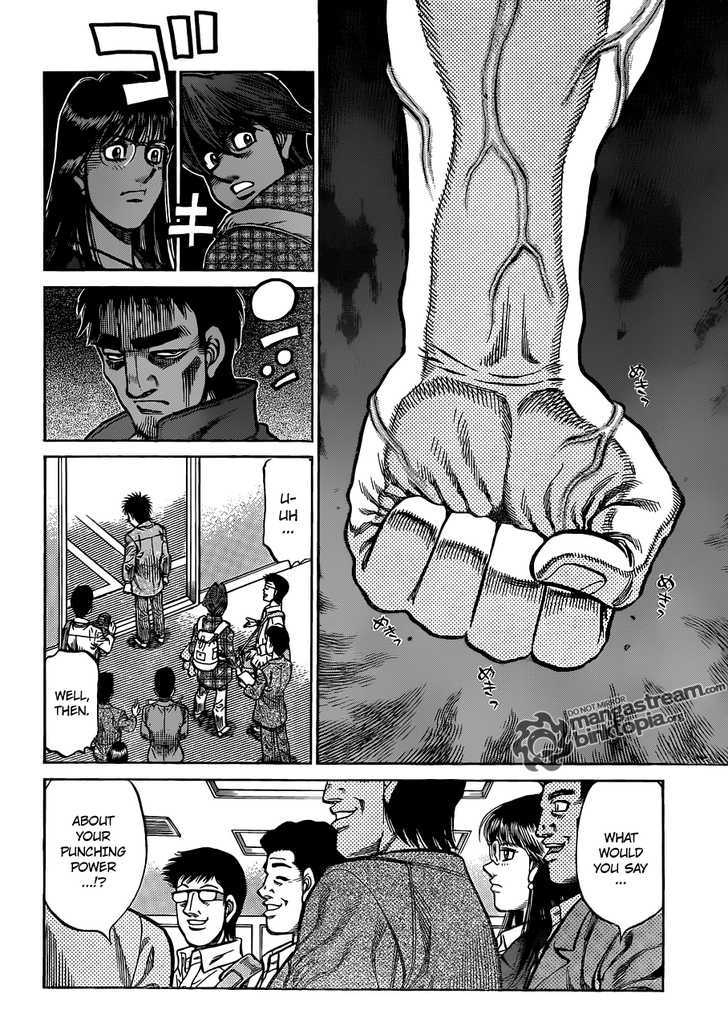 ゴ
キ
U-
UH
...
WELL,
THEN.
めきっ
めきっ
めきっ
めきっ
DO NOT MIRROR
mangastream.com
binktopia.org
WHAT
WOULD
YOU SAY
...
ABOUT
YOUR
PUNCHING
POWER
...!?